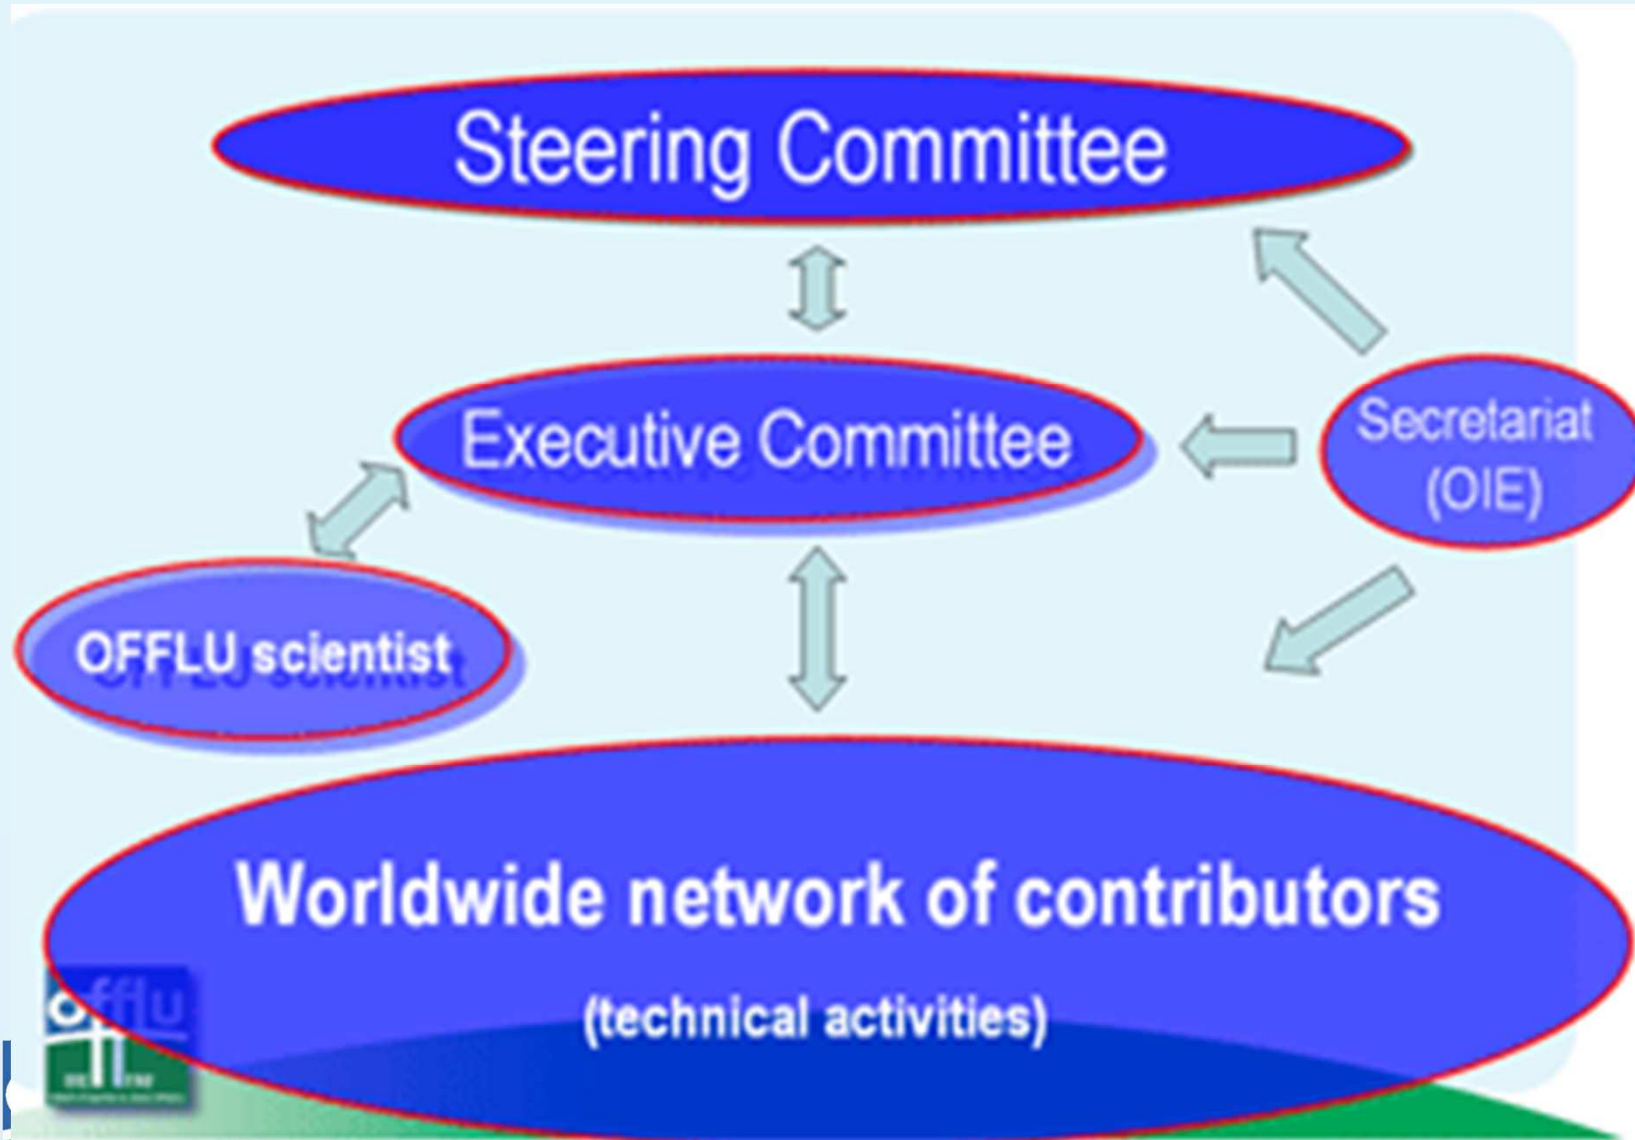 Steering Committee
Executive Committee
Secretariat
(OIE)
OFFLU scientist
Worldwide network of contributors
(technical activities)
offlu